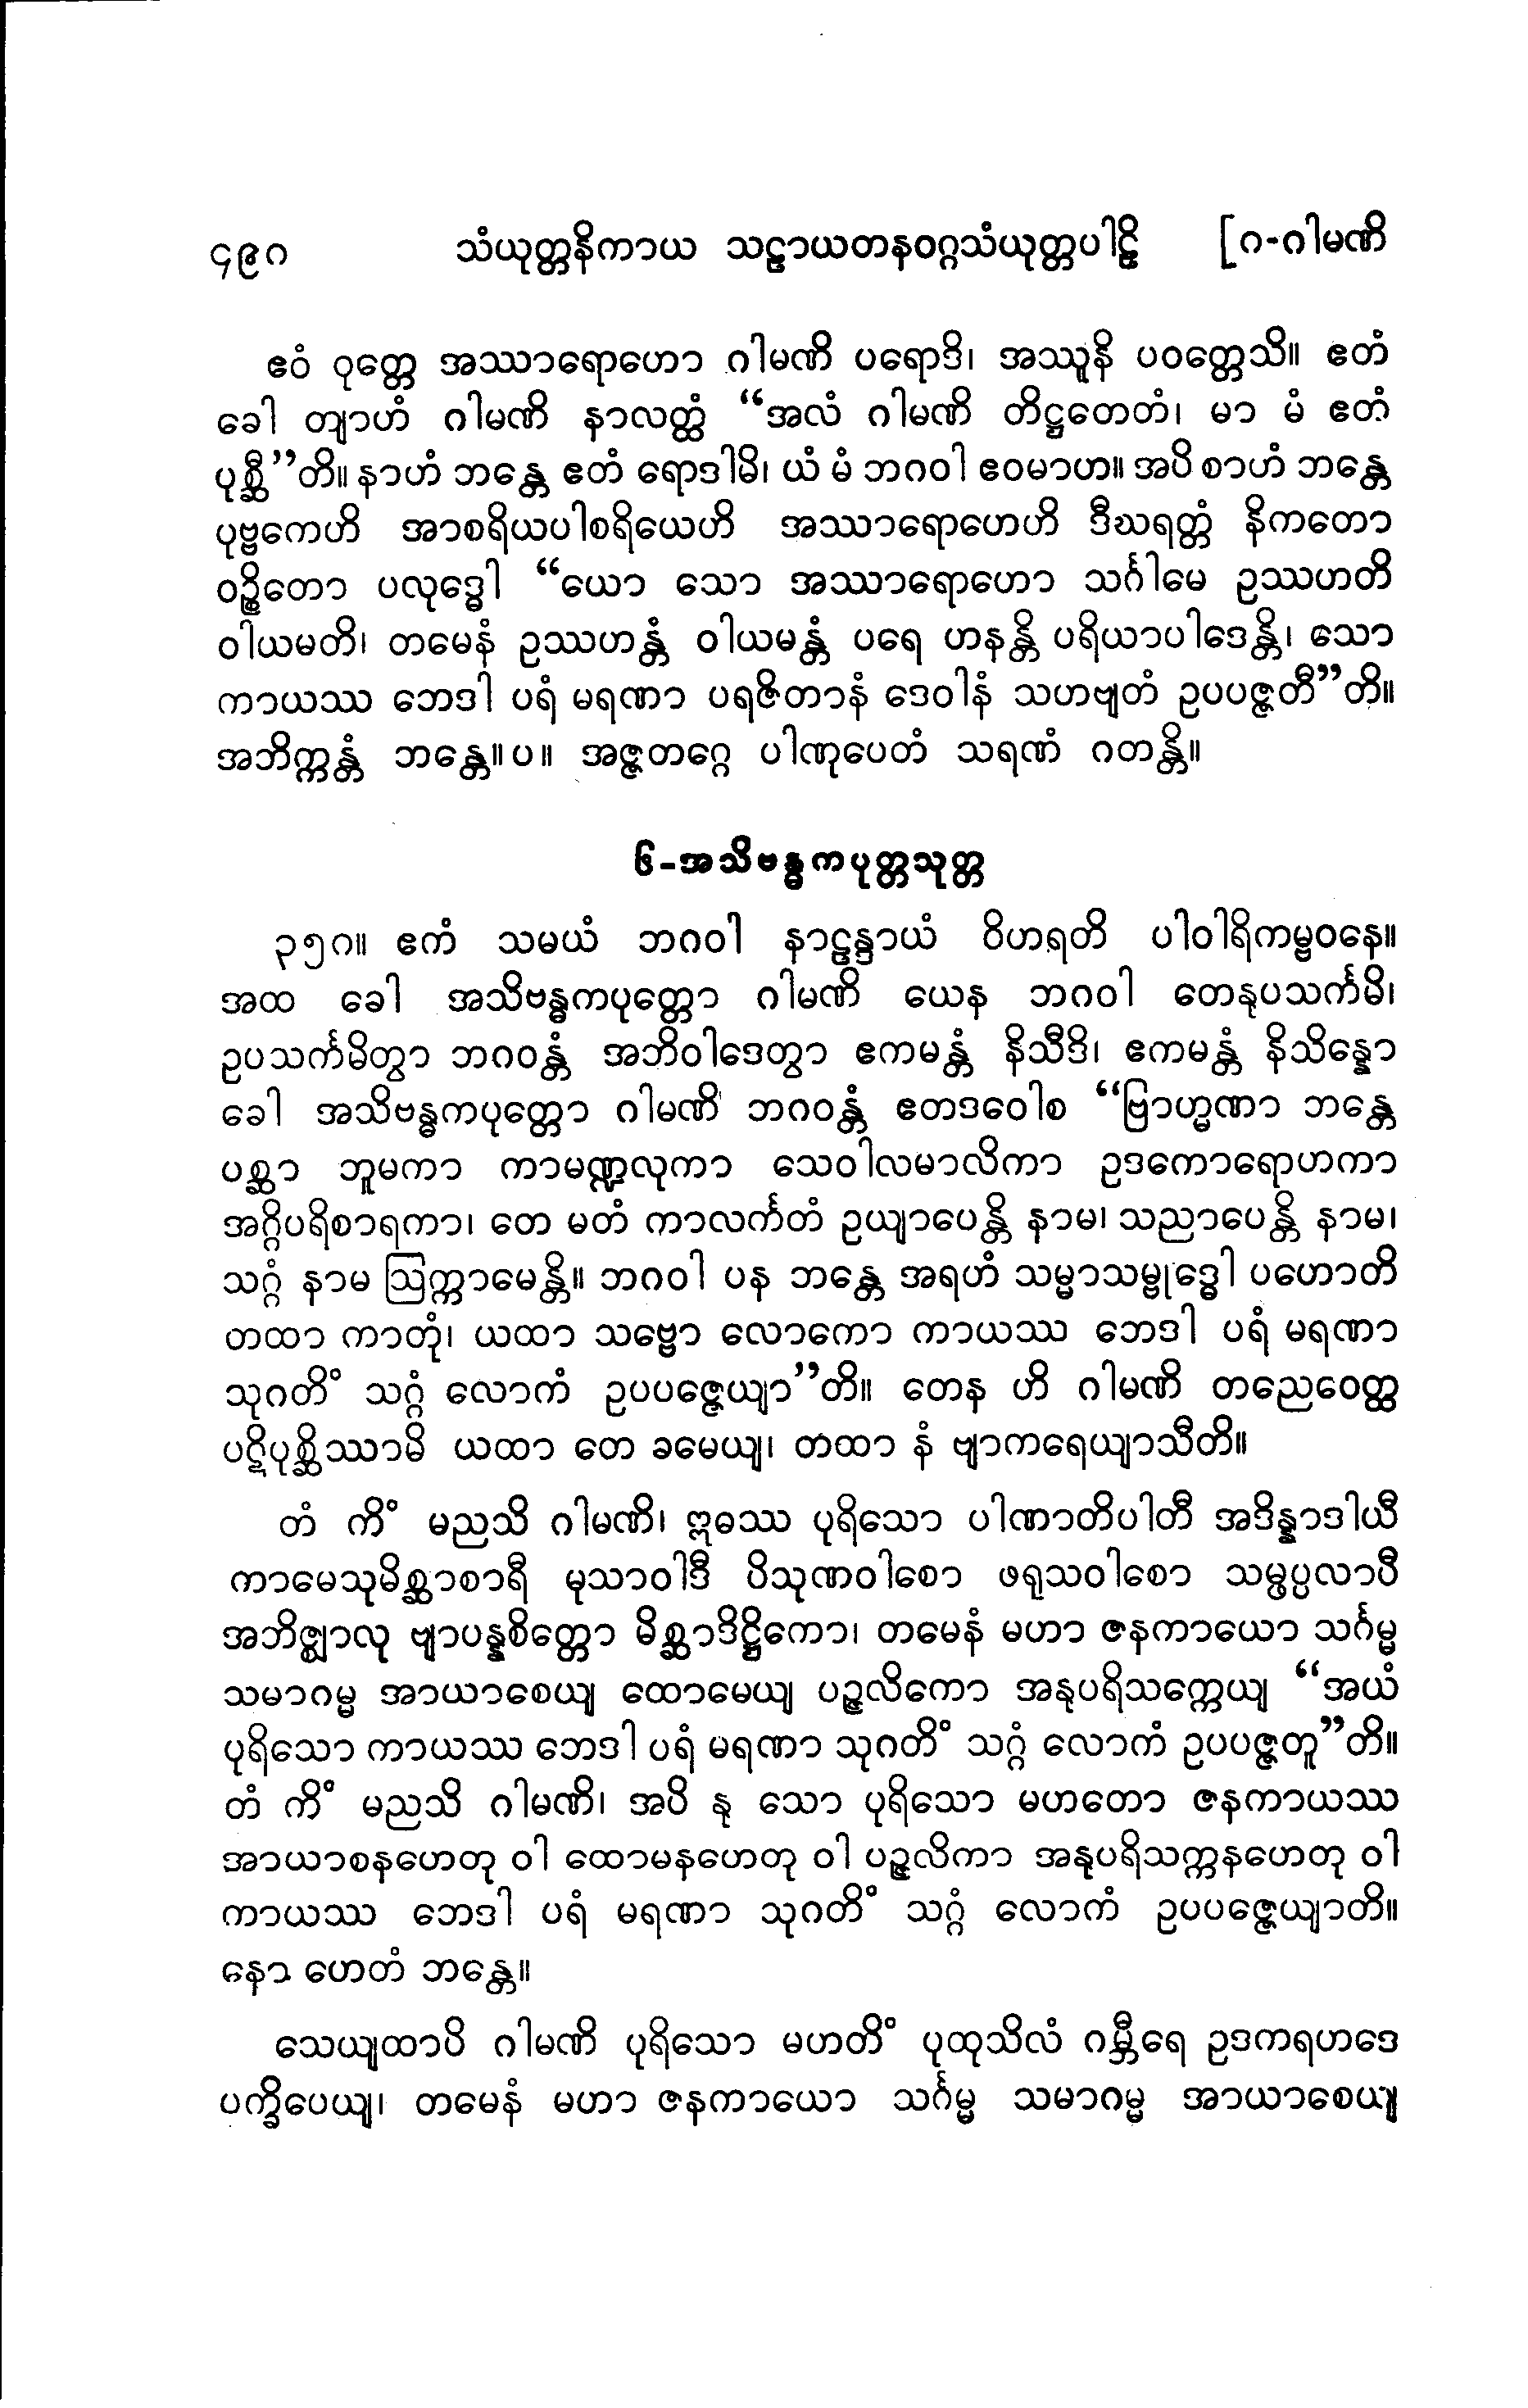 ၄၉၀ သံယုတ္တနိကာယ သဠာယတနဝဂ္ဂသံယုတ္တပါဠိ [ဂ-ဂါမဏိ
ဧဝံ ဝုတ္တေ အဿာရောဟော ဂါမဏိ ပရောဒိ၊ အဿူနိ ပဝတ္တေသိ။ ဧတံ
ခေါ တျာဟံ ဂါမဏိ နာလတ္ထံ “အလံ ဂါမဏိ တိဋ္ဌတေတံ၊ မာ မံ ဧတံ
ပုစ္ဆီ”တိ။ နာဟံ ဘန္တေ ဧတံ ရောဒါမိ၊ ယံ မံ ဘဂဝါ ဧဝမာဟ။ အပိ စာဟံ ဘန္တေ
ပုဗ္ဗကေဟိ အာစရိယပါစရိယေဟိ အဿာရောဟေဟိ ဒီဃရတ္တံ နိကတော
ဝဉ္စိတော ပလုဒ္ဓေါ “ယော သော အဿာရောဟော သင်္ဂါမေ ဥဿဟတိ
ဝါယမတိ၊ တမေနံ ဥဿဟန္တံ ဝါယမန္တံ ပရေ ဟနန္တိ ပရိယာပါဒေန္တိ၊ သော
ကာယဿ ဘေဒါ ပရံ မရဏာ ပရဇိတာနံ ဒေဝါနံ သဟဗျတံ ဥပပဇ္ဇတီ”တိ။
အဘိက္ကန္တံ ဘန္တေ။ပ။ အဇ္ဇတဂ္ဂေ ပါဏုပေတံ သရဏံ ဂတန္တိ။
၆-အသိဗန္ဓကပုတ္တသုတ္တ
၃၅၈။ ဧကံ သမယံ ဘဂဝါ နာဠန္ဒာယံ ဝိဟရတိ ပါဝါရိကမ္ဗဝနေ။
အထ ခေါ အသိဗန္ဓကပုတ္တော ဂါမဏိ ယေန ဘဂဝါ တေနုပသင်္ကမိ၊
ဥပသင်္ကမိတွာ ဘဂဝန္တံ အဘိဝါဒေတွာ ဧကမန္တံ နိသီဒိ၊ ဧကမန္တံ နိသိန္နော
ခေါ အသိဗန္ဓကပုတ္တော ဂါမဏိ ဘဂဝန္တံ ဧတဒဝေါစ “ဗြာဟ္မဏာ ဘန္တေ
ပစ္ဆာ ဘူမကာ ကာမဏ္ဍလုကာ သေဝါလမာလိကာ ဥဒကောရောဟကာ
အဂ္ဂိပရိစာရကာ၊ တေ မတံ ကာလင်္ကတံ ဥယျာပေန္တိ နာမ၊ သညာပေန္တိ နာမ၊
သဂ္ဂံ နာမ ဩက္ကာမေန္တိ။ ဘဂဝါ ပန ဘန္တေ အရဟံ သမ္မာသမ္ဗုဒ္ဓေါ ပဟောတိ
တထာ ကာတုံ၊ ယထာ သဗ္ဗော လောကော ကာယဿ ဘေဒါ ပရံ မရဏာ
သုဂတိံ သဂ္ဂံ လောကံ ဥပပဇ္ဇေယျာ”တိ။ တေန ဟိ ဂါမဏိ တညေဝေတ္ထ
ပဋိပုစ္ဆိဿာမိ ယထာ တေ ခမေယျ၊ တထာ နံ ဗျာကရေယျာသီတိ။
တံ ကိံ မညသိ ဂါမဏိ၊ ဣဓဿ ပုရိသော ပါဏာတိပါတီ အဒိန္နာဒါယီ
ကာမေသုမိစ္ဆာစာရီ မုသာဝါဒီ ပိသုဏဝါစော ဖရုသဝါစော သမ္ဖပ္ပလာပီ
အဘိဇ္ဈာလု ဗျာပန္နစိတ္တော မိစ္ဆာဒိဋ္ဌိကော၊ တမေနံ မဟာ ဇနကာယော သင်္ဂမ္မ
သမာဂမ္မ အာယာစေယျ ထောမေယျ ပဉ္ဇလိကော အနုပရိသက္ကေယျ “အယံ
ပုရိသော ကာယဿ ဘေဒါ ပရံ မရဏာ သုဂတိံ သဂ္ဂံ လောကံ ဥပပဇ္ဇတူ”တိ။
တံ ကိံ မညသိ ဂါမဏိ၊ အပိ နု သော ပုရိသော မဟတော ဇနကာယဿ
အာယာစနဟေတု ဝါ ထောမနဟေတု ဝါ ပဉ္ဇလိကာ အနုပရိသက္ကနဟေတု ဝါ
ကာယဿ ဘေဒါ ပရံ မရဏာ သုဂတိံ သဂ္ဂံ လောကံ ဥပပဇ္ဇေယျာတိ။
နော ဟေတံ ဘန္တေ။
သေယျထာပိ ဂါမဏိ ပုရိသော မဟတိံ ပုထုသိလံ ဂမ္ဘီရေ ဥဒကရဟဒေ
ပက္ခိပေယျ၊ တမေနံ မဟာ ဇနကာယော သင်္ဂမ္မ သမာဂမ္မ အာယာစေယျ